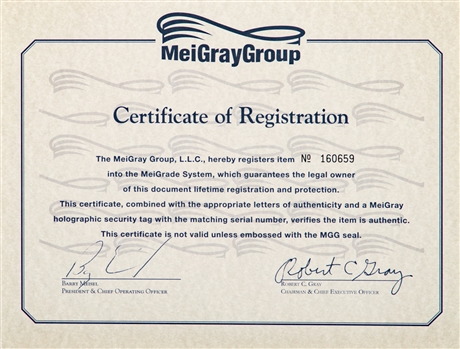 MeiGrayGroup
Certificate of Registration
The MeiGray Group, L.L.C., hereby registers item № 160659
into the MeiGrade System, which guarantees the legal owner
of this document lifetime registration and protection.
This certificate, combined with the appropriate letters of authenticity and a MeiGray
holographic security tag with the matching serial number, verifies the item is authentic.
This certificate is not valid unless embossed with the MGG seal.
Robert C Gray
Barry Meisel
President & Chief Operating Officer
Robert C. Gray
Chairman & Chief Executive Officer